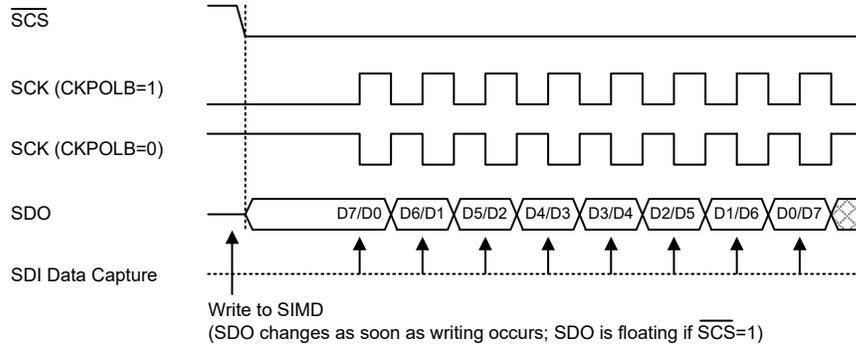 SCS
SCK (CKPOLB=1)
SCK (CKPOLB=0)
SDO
D7/D0 D6/D1 D5/D2 D4/D3 D3/D4 D2/D5 D1/D6 D0/D7
SDI Data Capture
Write to SIMD
(SDO changes as soon as writing occurs; SDO is floating if SCS=1)